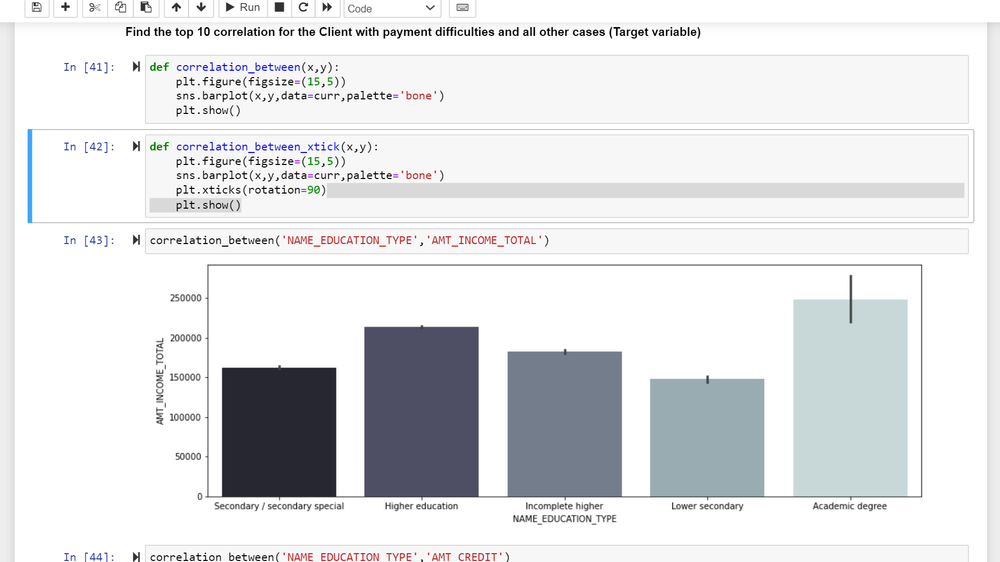 Run
Code
Find the top 10 correlation for the Client with payment difficulties and all other cases (Target variable)
In [41]:
def correlation_between(x,y):
    plt.figure(figsize=(15,5))
    sns.barplot(x,y,data=curr,palette='bone')
    plt.show()
In [42]:
def correlation_between_xtick(x,y):
    plt.figure(figsize=(15,5))
    sns.barplot(x,y,data=curr,palette='bone')
    plt.xticks(rotation=90)
    plt.show()
In [43]:
correlation_between('NAME_EDUCATION_TYPE','AMT_INCOME_TOTAL')
AMT_INCOME_TOTAL
250000
200000
150000
100000
50000
0
Secondary / secondary special
Higher education
Incomplete higher
Lower secondary
Academic degree
NAME_EDUCATION_TYPE
In [44]:
correlation_between('NAME_EDUCATION_TYPE','AMT_CREDIT')